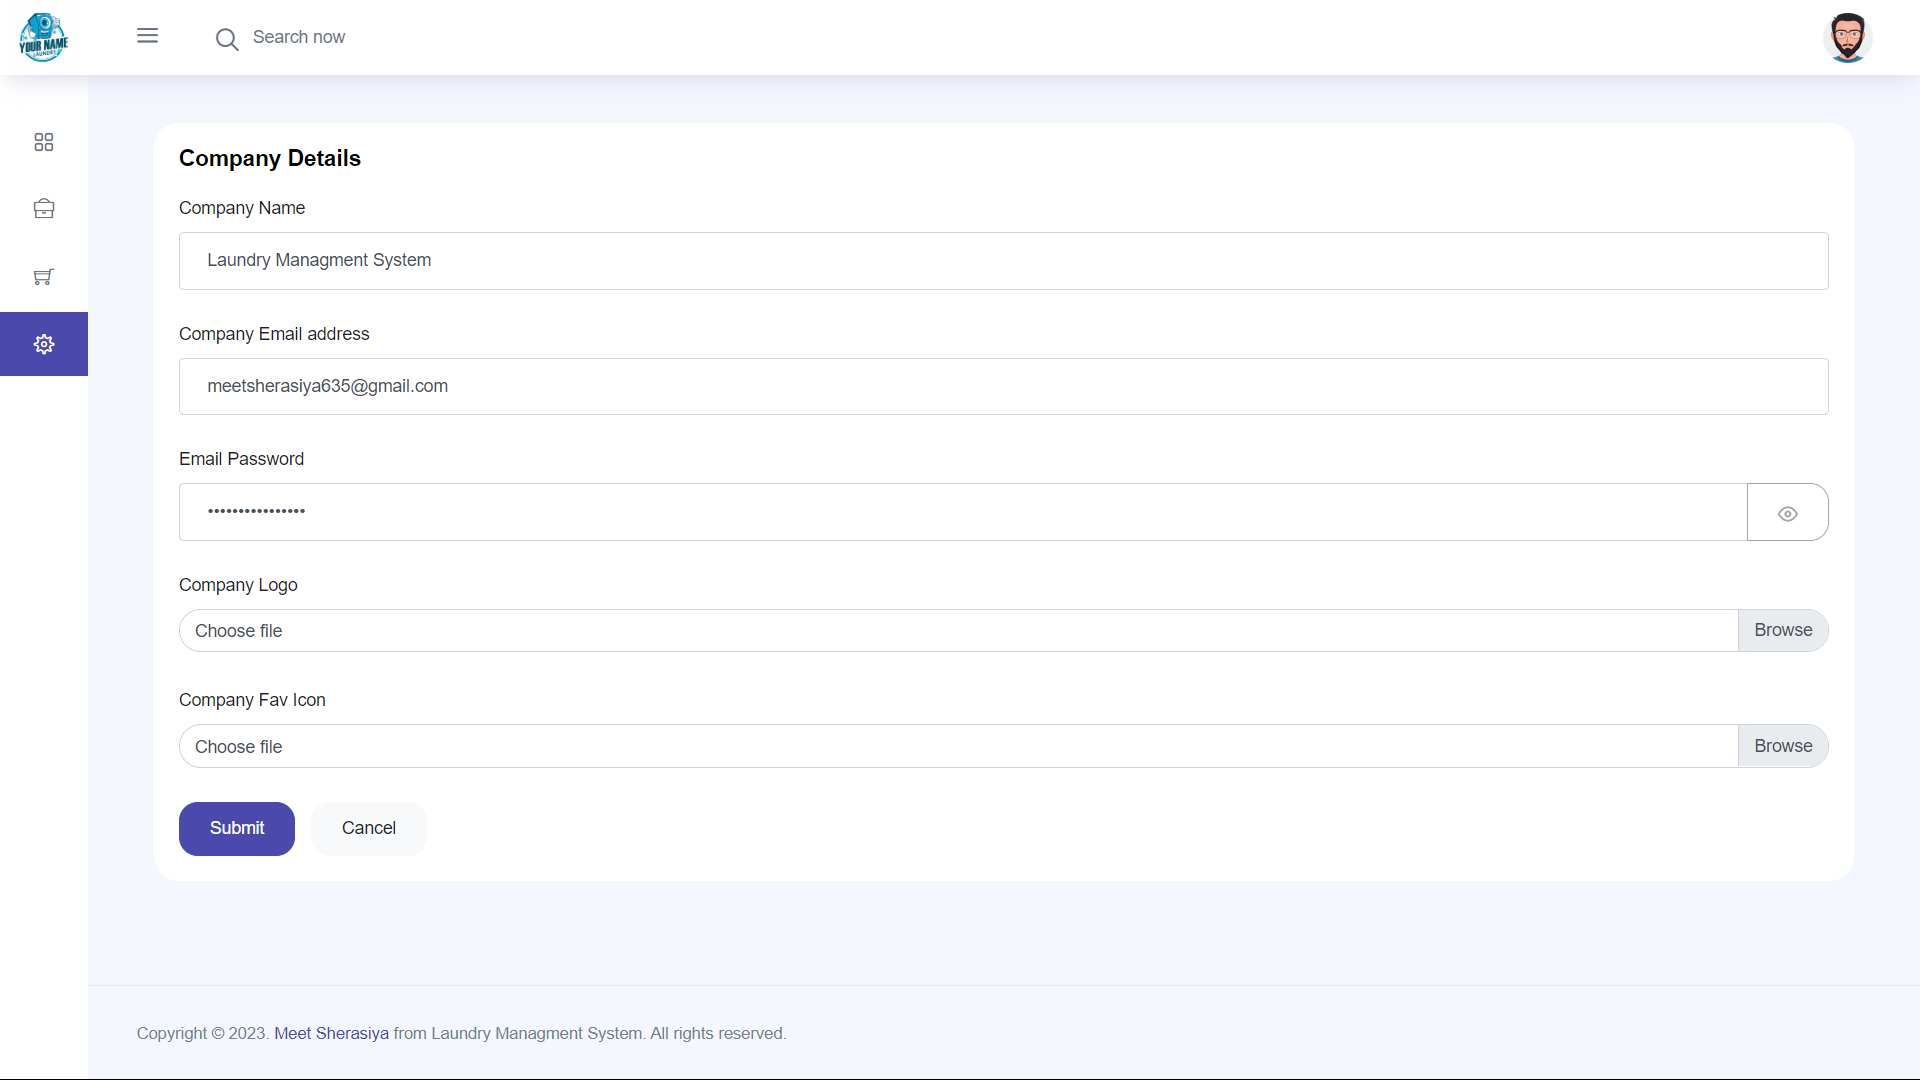 YOUR NAME
LAUNDRY
Search now
Company Details
Company Name
Laundry Managment System
Company Email address
meetsherasiya635@gmail.com
Email Password
••••••••••••••••
Company Logo
Choose file
Browse
Company Fav Icon
Choose file
Browse
Submit
Cancel
Copyright © 2023. Meet Sherasiya from Laundry Managment System. All rights reserved.